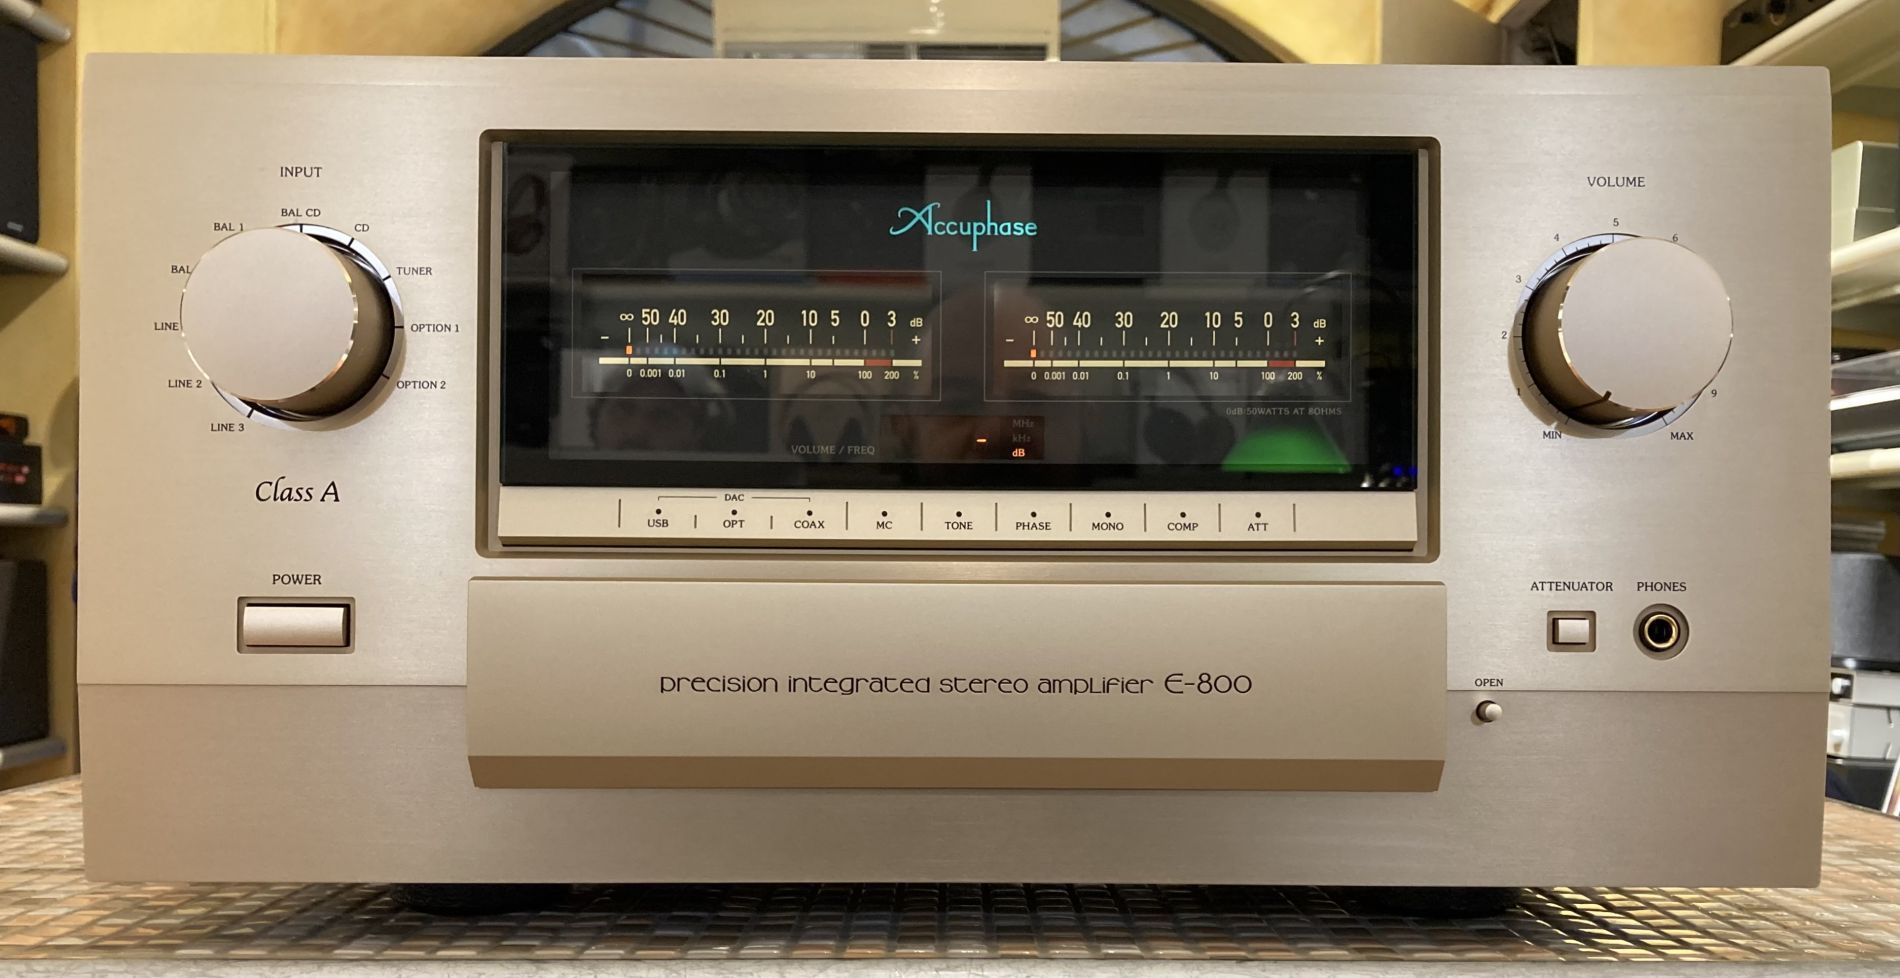 INPUT
BAL CD
BAL 1
CD
BAL
TUNER
LINE
OPTION 1
LINE 2
OPTION 2
LINE 3
Class A
POWER
Accuphase
∞ 50 40 30 20 10 5 0 3 dB
- +
0 0.001 0.01 0.1 1 10 100 200 %
∞ 50 40 30 20 10 5 0 3 dB
- +
0 0.001 0.01 0.1 1 10 100 200 %
0dB:50WATTS AT 8OHMS
VOLUME / FREQ
-
MHz
kHz
dB
DAC
USB OPT COAX MC TONE PHASE MONO COMP ATT
precision integrated stereo amplifier E-800
VOLUME
5
4 6
3
2
1 9
MIN MAX
ATTENUATOR PHONES
OPEN